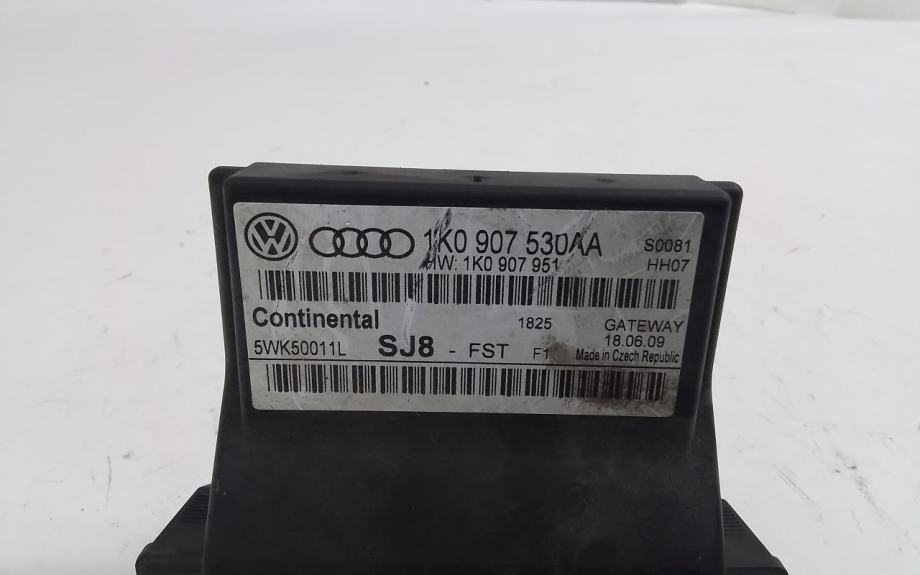 1K0 907 530AA S0081
HW: 1K0 907 951 HH07
Continental 1825 GATEWAY
18.06.09
5WK50011L SJ8 - FST F1 Made in Czech Republic